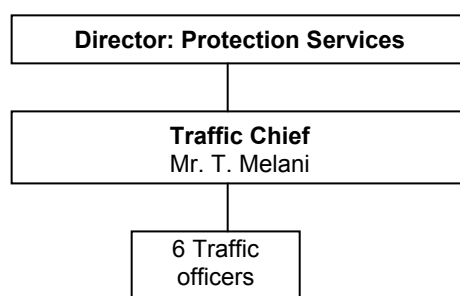 Director: Protection Services
Traffic Chief
Mr. T. Melani
6 Traffic
officers